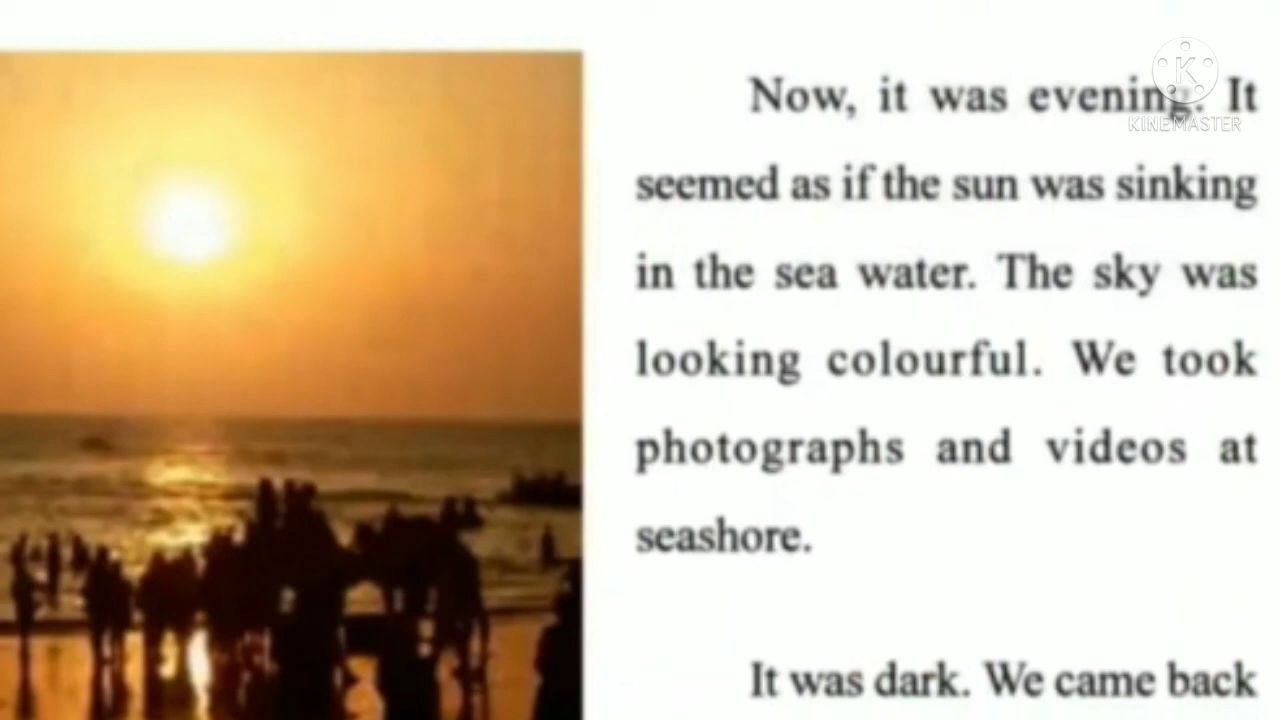 Now, it was evening. It
seemed as if the sun was sinking
in the sea water. The sky was
looking colourful. We took
photographs and videos at
seashore.
It was dark. We came back
K
KINEMASTER